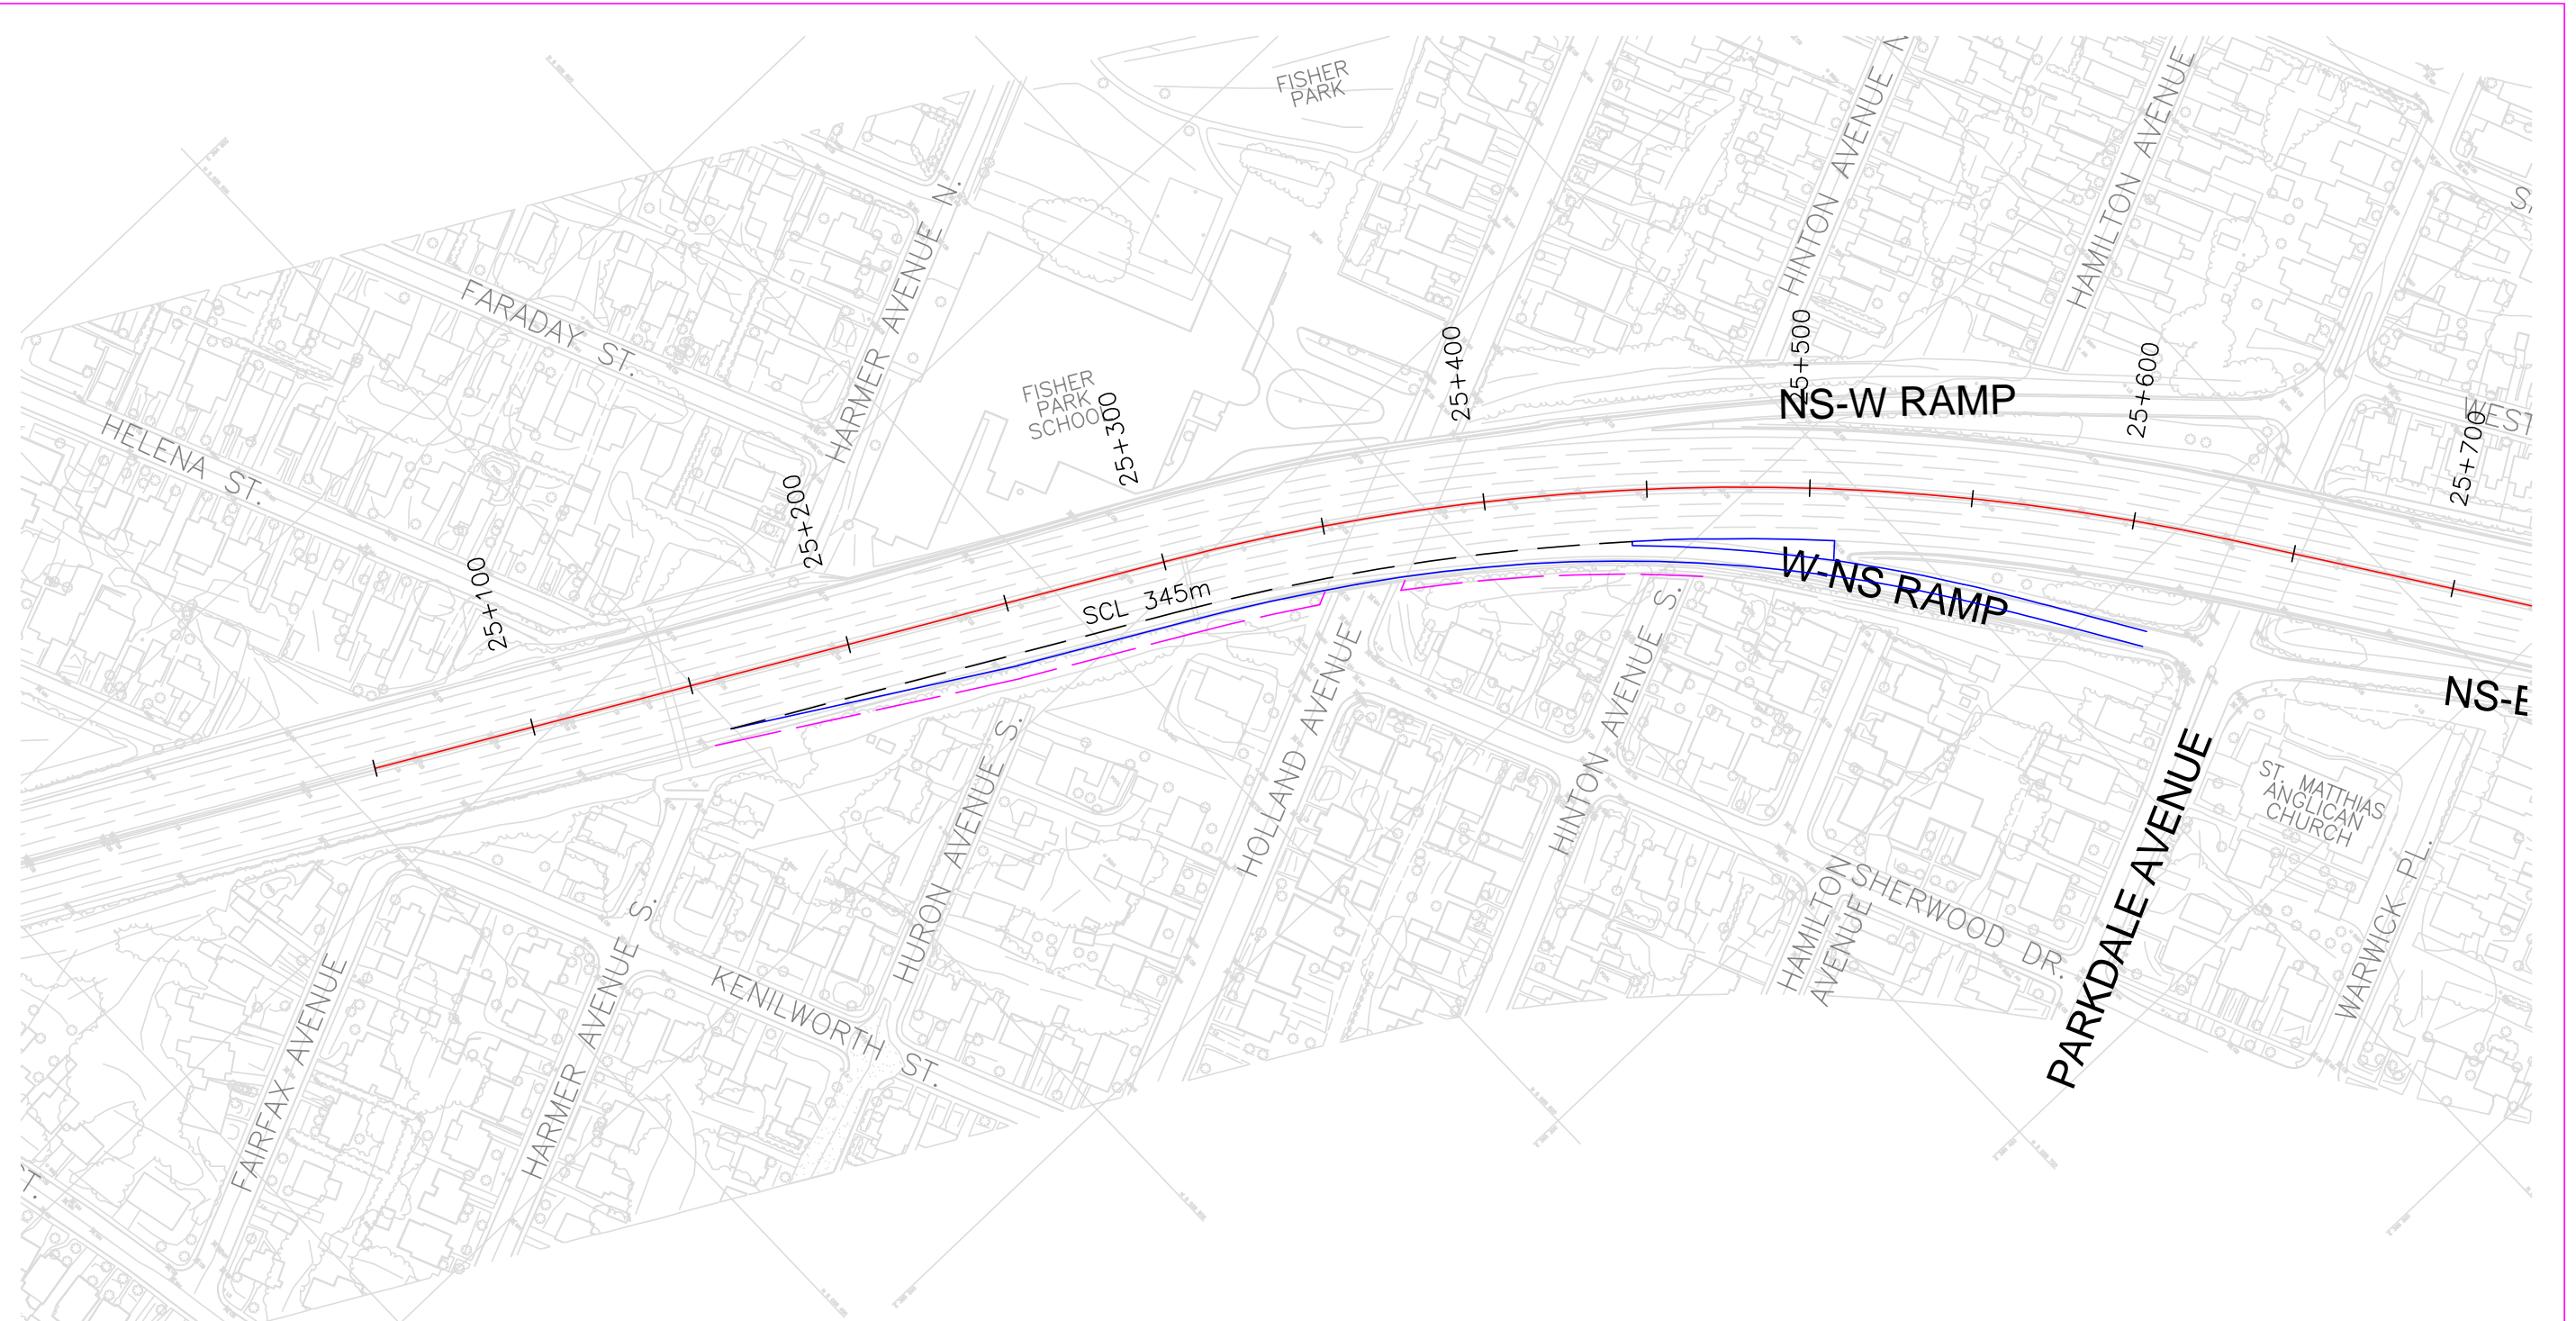 FISHER
PARK
HINTON AVENUE N
HAMILTON AVENUE
HARMER AVENUE N.
FARADAY ST.
HELENA ST.
FISHER
PARK
SCHOOL
25+100
25+200
25+300
25+400
25+500
25+600
25+700
NS-W RAMP
WEST
SCL 345m
W-NS RAMP
NS-E
HURON AVENUE S.
HOLLAND AVENUE
HINTON AVENUE S.
PARKDALE AVENUE
ST. MATTHIAS
ANGLICAN
CHURCH
WARWICK PL.
HAMILTON
AVENUE
SHERWOOD DR.
FAIRFAX AVENUE
HARMER AVENUE S.
KENILWORTH ST.